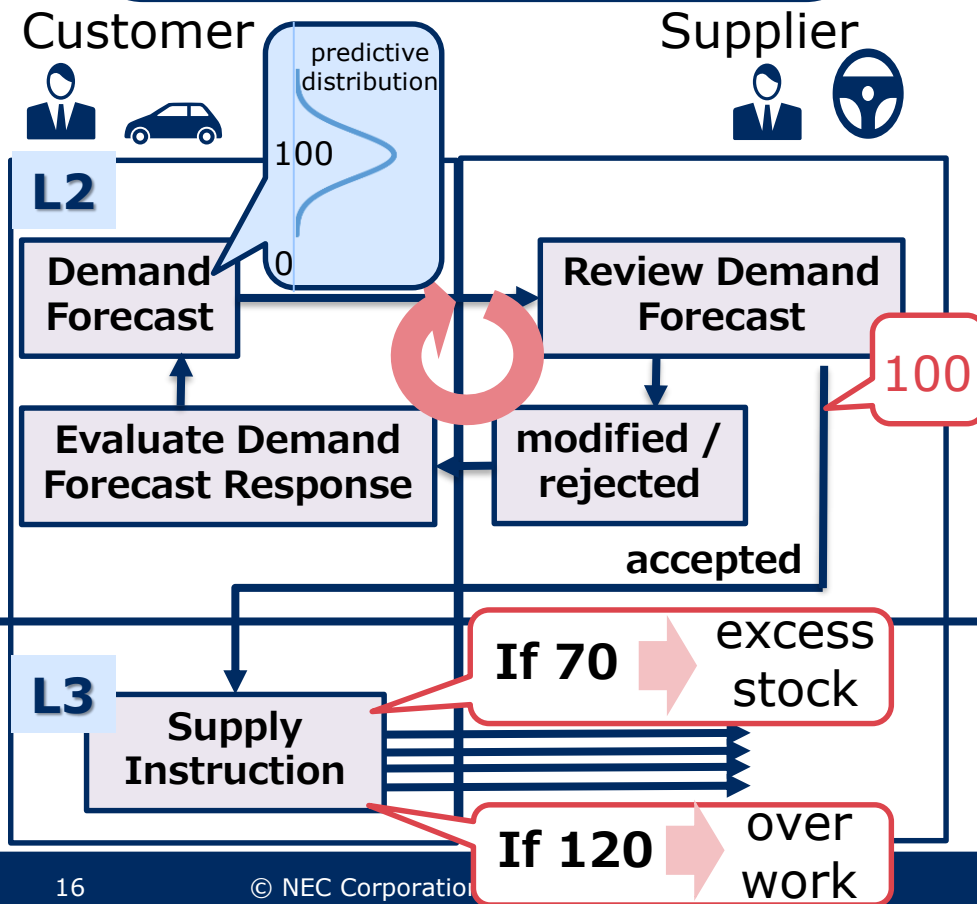 Customer
Supplier
predictive
distribution
100
0
L2
Demand
Forecast
Review Demand
Forecast
100
Evaluate Demand
Forecast Response
modified /
rejected
accepted
L3
Supply
Instruction
If 70
excess
stock
If 120
over
work
16
© NEC Corporation